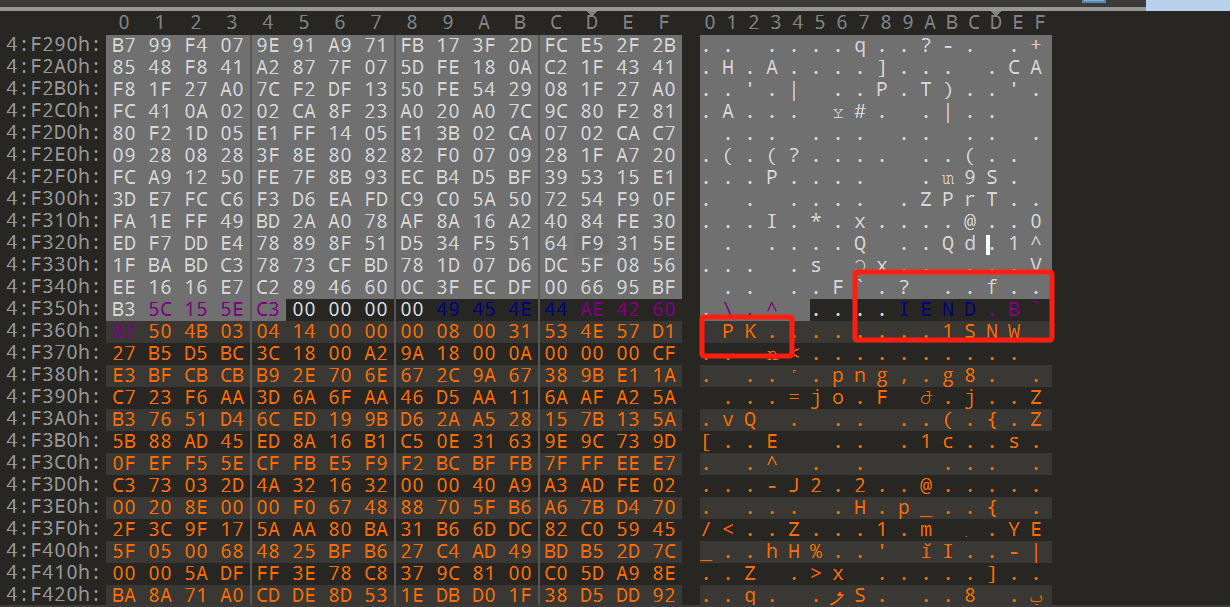 0 1 2 3 4 5 6 7 8 9 A B C D E F 0 1 2 3 4 5 6 7 8 9 A B C D E F
4:F290h: B7 99 F4 07 9E 91 A9 71 FB 17 3F 2D FC E5 2F 2B . . . . . . . q . . ? - . . . +
4:F2A0h: 85 48 F8 41 A2 87 7F 07 5D FE 18 0A C2 1F 43 41 . H . A . . . . ] . . . . . C A
4:F2B0h: F8 1F 27 A0 7C F2 DF 13 50 FE 54 29 08 1F 27 A0 . . ' . | . . . P . T ) . . ' .
4:F2C0h: FC 41 0A 02 02 CA 8F 23 A0 20 A0 7C 9C 80 F2 81 . A . . . . # . . | . .
4:F2D0h: 80 F2 1D 05 E1 FF 14 05 E1 3B 02 CA 07 02 CA C7
4:F2E0h: 09 28 08 28 3F 8E 80 82 82 F0 07 09 28 1F A7 20 . ( . ( ? . . . . . . . ( . .
4:F2F0h: FC A9 12 50 FE 7F 8B 93 EC B4 D5 BF 39 53 15 E1 . . . P . . . . . . 9 S .
4:F300h: 3D E7 FC C6 F3 D6 EA FD C9 C0 5A 50 72 54 F9 0F = . . . . . . . . . Z P r T . .
4:F310h: FA 1E FF 49 BD 2A A0 78 AF 8A 16 A2 40 84 FE 30 . . . I . * . x . . . . @ . . 0
4:F320h: ED F7 DD E4 78 89 8F 51 D5 34 F5 51 64 F9 31 5E . . . . . . . Q . . Q d . 1 ^
4:F330h: 1F BA BD C3 78 73 CF BD 78 1D 07 D6 DC 5F 08 56 . . . . s x . . . . . . V
4:F340h: EE 16 16 E7 C2 89 46 60 0C 3F EC DF 00 66 95 BF . . . . . . F ` . ? . . . f . .
4:F350h: B3 5C 15 5E C3 00 00 00 00 49 45 4E 44 AE 42 60 . \ . ^ . . . . . I E N D . B `
4:F360h: 82 50 4B 03 04 14 00 00 00 08 00 31 53 4E 57 D1 . P K . . . . . . . . 1 S N W .
4:F370h: 27 B5 D5 BC 3C 18 00 A2 9A 18 00 0A 00 00 00 CF
4:F380h: E3 BF CB CB B9 2E 70 6E 67 2C 9A 67 38 9B E1 1A . . . . . . p n g , . g 8 . . .
4:F390h: C7 23 F6 AA 3D 6A 6F AA 46 D5 AA 11 6A AF A2 5A . . . . = j o . F . . j . . Z
4:F3A0h: B3 76 51 D4 6C ED 19 9B D6 2A A5 28 15 7B 13 5A . v Q . . . . . . . . ( . { . Z
4:F3B0h: 5B 88 AD 45 ED 8A 16 B1 C5 0E 31 63 9E 9C 73 9D [ . . E . . . . . . 1 c . . s .
4:F3C0h: 0F EF F5 5E CF FB E5 F9 F2 BC BF FB 7F FF EE E7 . . . ^ . . . . . . . . . . . .
4:F3D0h: C3 73 03 2D 4A 32 16 32 00 00 40 A9 A3 AD FE 02 . . . - J 2 . 2 . . @ . . . . .
4:F3E0h: 00 20 8E 00 00 F0 67 48 88 70 5F B6 A6 7B D4 70 . . . . . . . H . p _ . . { .
4:F3F0h: 2F 3C 9F 17 5A AA 80 BA 31 B6 6D DC 82 C0 59 45 / < . . Z . . . 1 . m . . . Y E
4:F400h: 5F 05 00 68 48 25 BF B6 27 C4 AD 49 BD B5 2D 7C _ . . h H % . . ' . I . . - |
4:F410h: 00 00 5A DF FF 3E 78 C8 37 9C 81 00 C0 5D A9 8E . . Z . . > x . . . . . . ] . .
4:F420h: BA 8A 71 A0 CD DE 8D 53 1E DB D0 1F 38 D5 DD 92 . . q . . . S . . . 8 . .